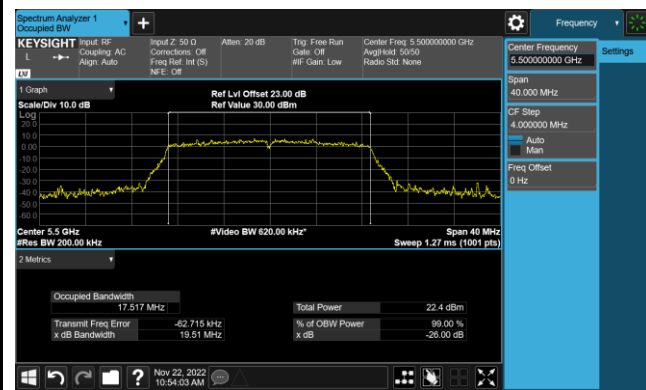 Spectrum Analyzer 1
Occupied BW
Frequency
KEYSIGHT
L
LXI
Input: RF
Coupling: AC
Align: Auto
Input Z: 50 Ω
Corrections: Off
Freq Ref: Int (S)
NFE: Off
Atten: 20 dB
Trig: Free Run
Gate: Off
#IF Gain: Low
Center Freq: 5.500000000 GHz
Avg|Hold: 50/50
Radio Std: None
Center Frequency
5.500000000 GHz
Settings
Span
40.000 MHz
CF Step
4.000000 MHz
Auto
Man
Freq Offset
0 Hz
1 Graph
Scale/Div 10.0 dB
Ref Lvl Offset 23.00 dB
Ref Value 30.00 dBm
Log
20.0
10.0
0.00
-10.0
-20.0
-30.0
-40.0
-50.0
-60.0
Center 5.5 GHz
#Res BW 200.00 kHz
#Video BW 620.00 kHz*
Span 40 MHz
Sweep 1.27 ms (1001 pts)
2 Metrics
Occupied Bandwidth
17.517 MHz
Total Power 22.4 dBm
Transmit Freq Error -62.715 kHz
% of OBW Power 99.00 %
x dB Bandwidth 19.51 MHz
x dB -26.00 dB
Nov 22, 2022
10:54:03 AM